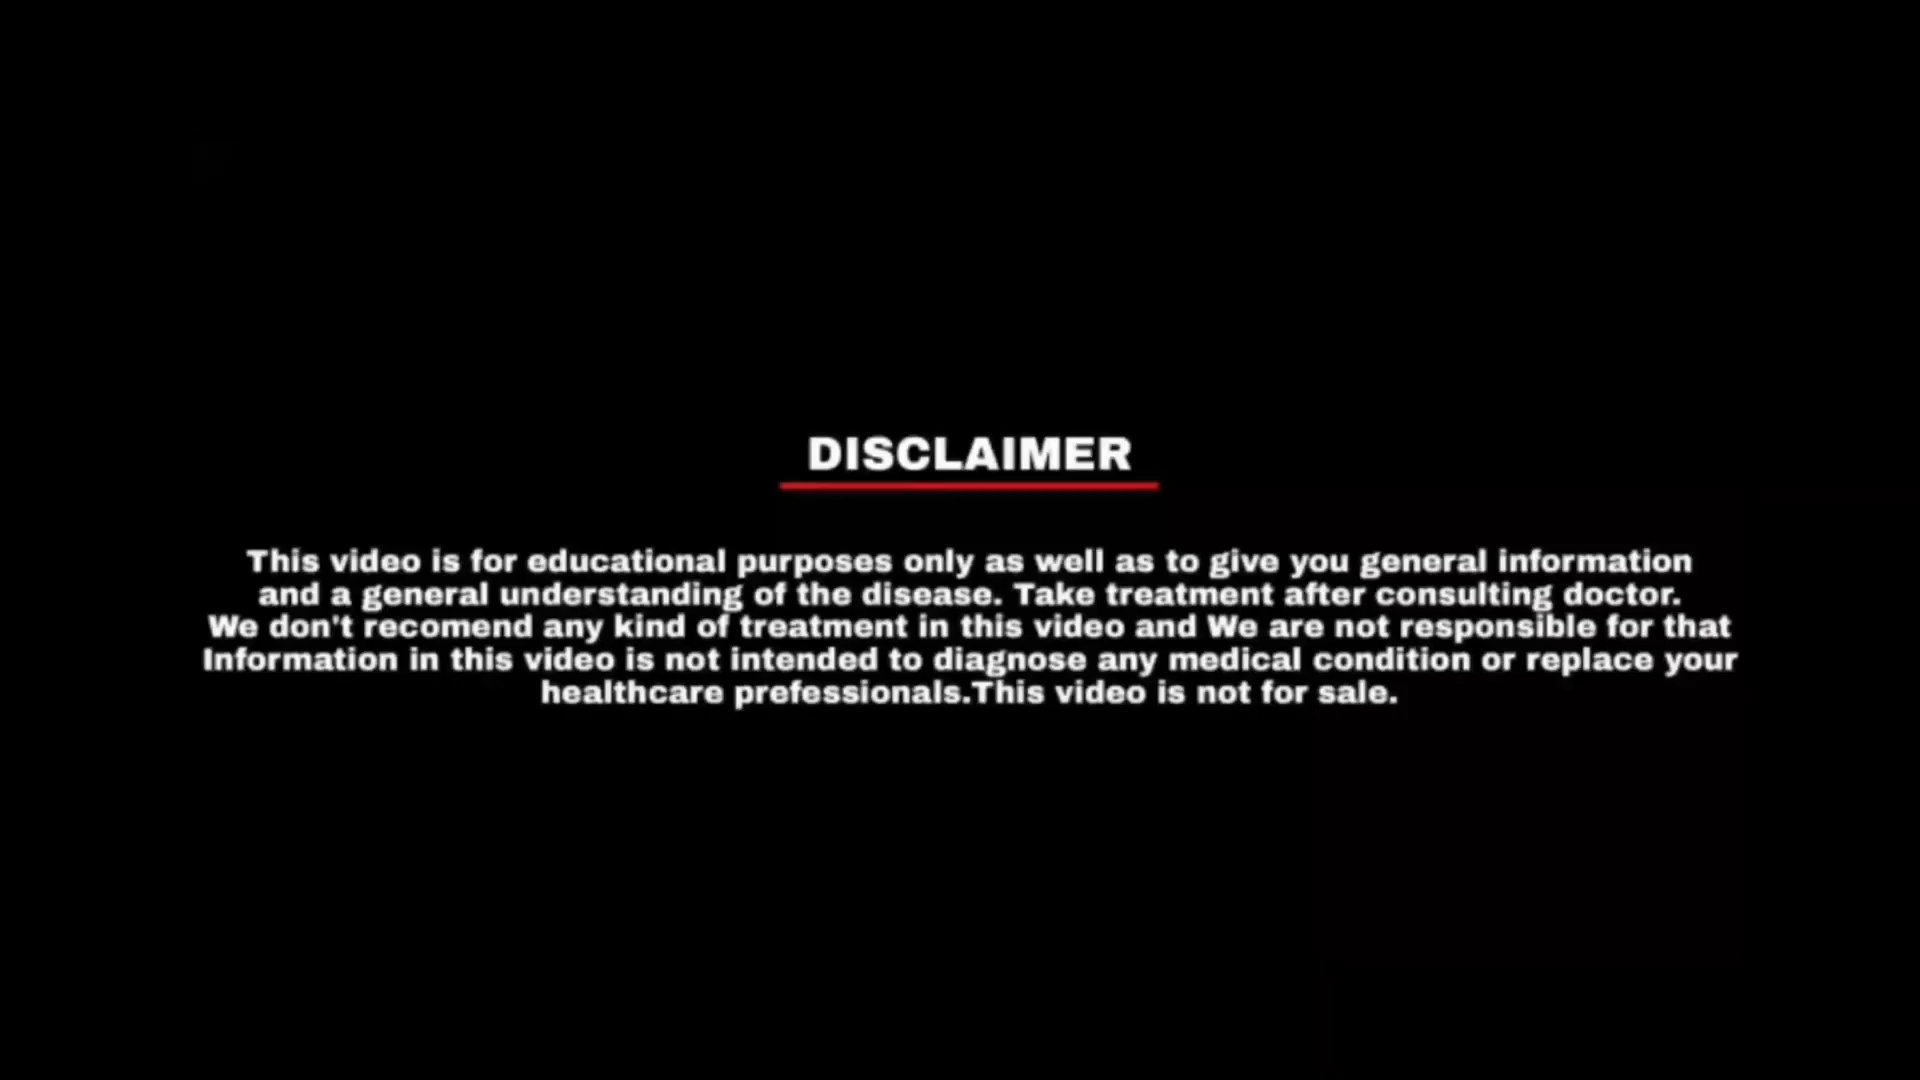 DISCLAIMER
This video is for educational purposes only as well as to give you general information
and a general understanding of the disease. Take treatment after consulting doctor.
We don't recomend any kind of treatment in this video and We are not responsible for that
Information in this video is not intended to diagnose any medical condition or replace your
healthcare prefessionals.This video is not for sale.